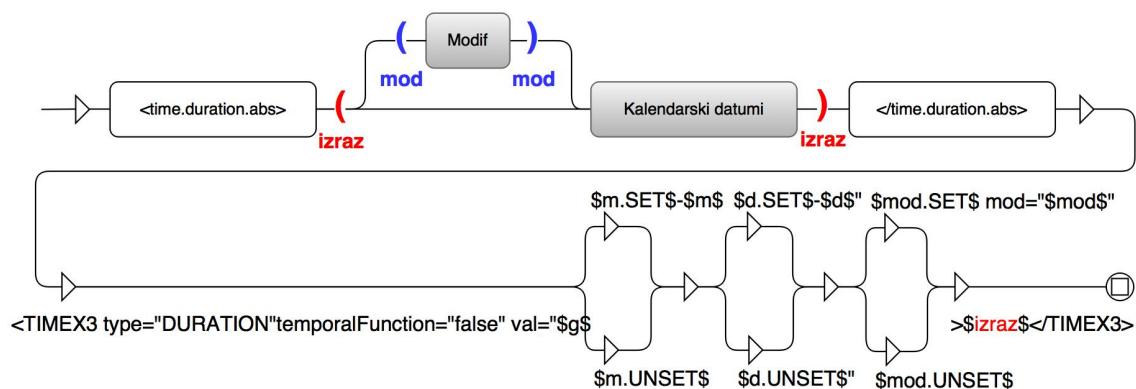 ( Modif )
mod mod
<time.duration.abs> ( Kalendarski datumi ) </time.duration.abs>
izraz izraz
$m.SET$-$m$ $d.SET$-$d$" $mod.SET$ mod="$mod$"
<TIMEX3 type="DURATION"temporalFunction="false" val="$g$ >$izraz$</TIMEX3>
$m.UNSET$ $d.UNSET$" $mod.UNSET$